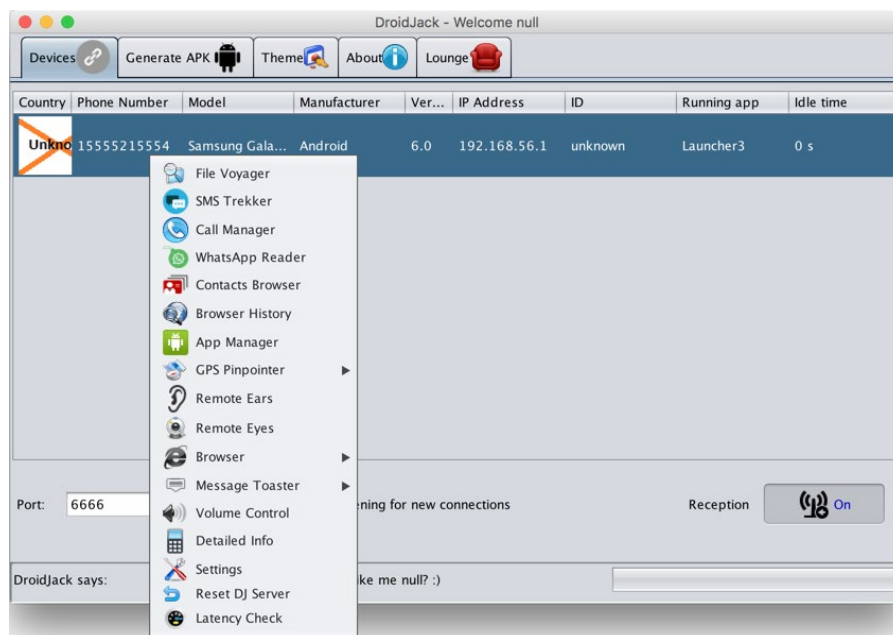 DroidJack - Welcome null
Devices Generate APK Theme About Lounge
Country Phone Number Model Manufacturer Ver... IP Address ID Running app Idle time
Unkno 15555215554 Samsung Gala... Android 6.0 192.168.56.1 unknown Launcher3 0 s
File Voyager
SMS Trekker
Call Manager
WhatsApp Reader
Contacts Browser
Browser History
App Manager
GPS Pinpointer
Remote Ears
Remote Eyes
Browser
Message Toaster
Port: 6666 ening for new connections Reception On
Volume Control
Detailed Info
Settings
DroidJack says: ike me null? :)
Reset DJ Server
Latency Check